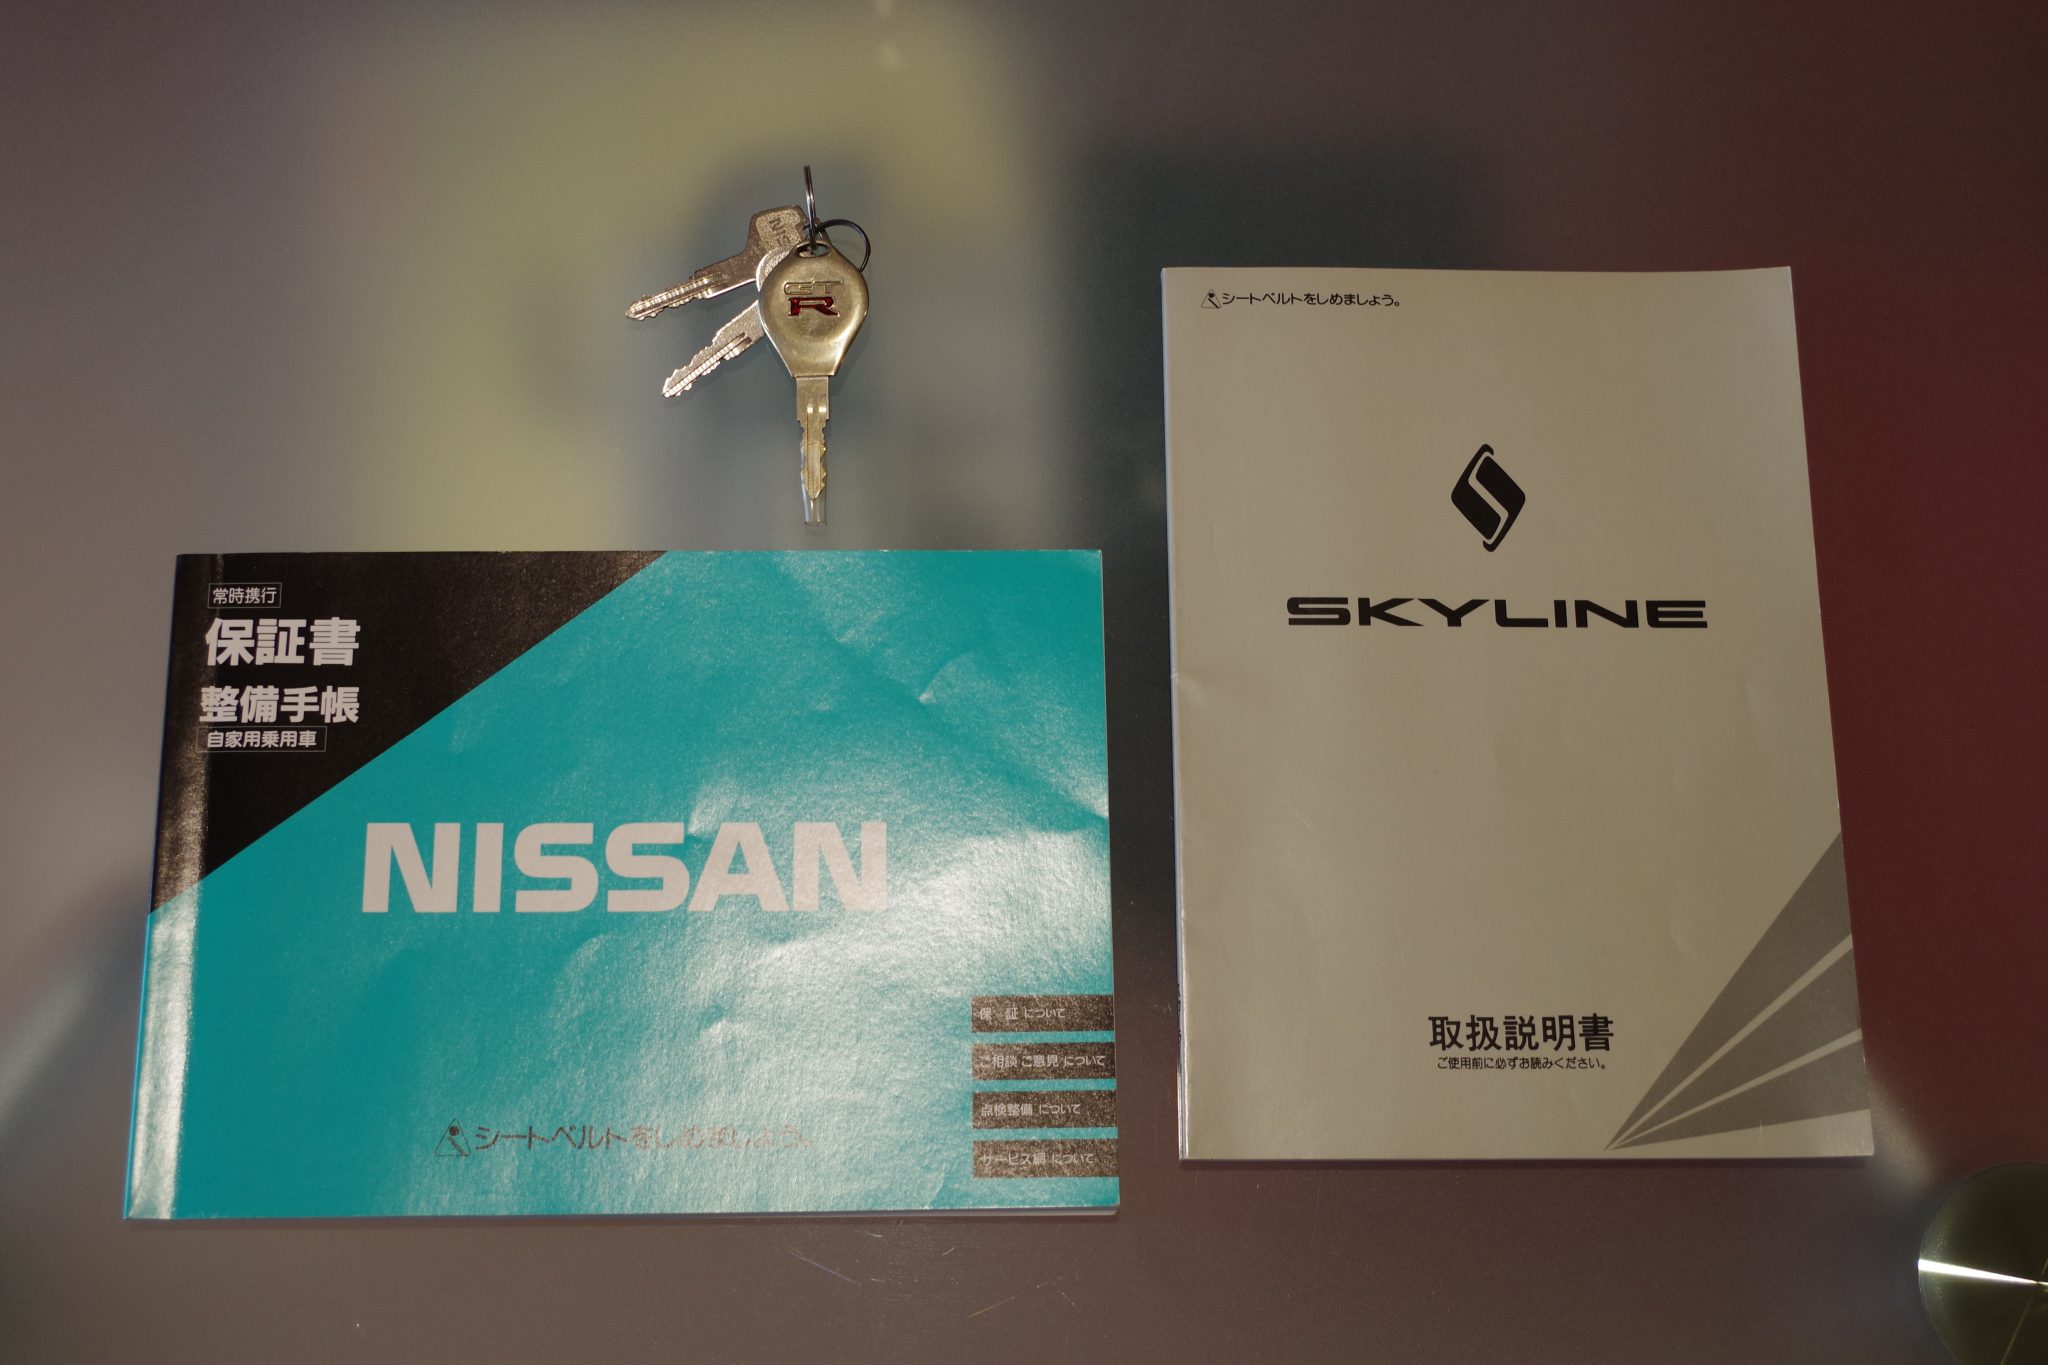 GT
R
シートベルトをしめましょう。
SKYLINE
取扱説明書
ご使用前に必ずお読みください。
常時携行
保証書
整備手帳
自家用乗用車
NISSAN
保 証 について
ご相談 ご意見 について
点検整備 について
サービス網 について
シートベルトをしめましょう。